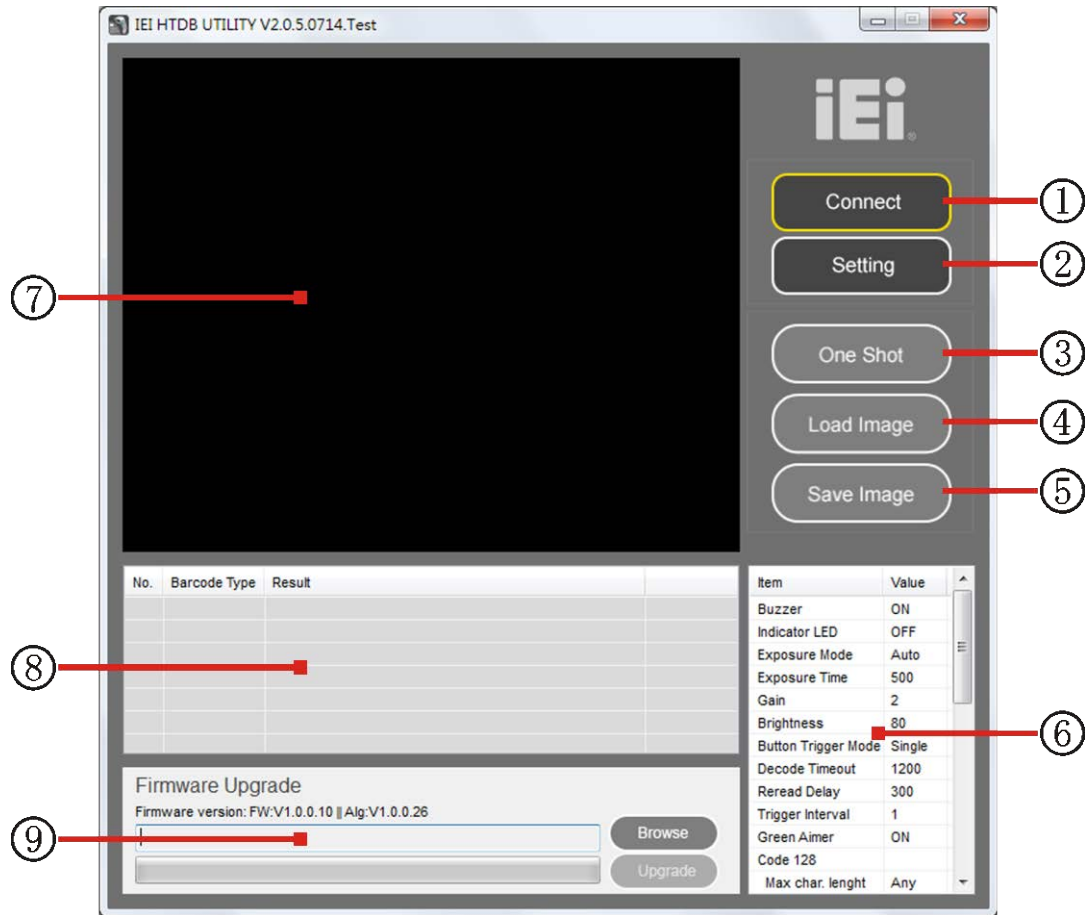 IEI HTDB UTILITY V2.0.5.0714.Test
iEi®
Connect
①
Setting
②
One Shot
③
Load Image
④
Save Image
⑤
⑦
No. Barcode Type Result
⑧
Item Value
Buzzer ON
Indicator LED OFF
Exposure Mode Auto
Exposure Time 500
Gain 2
Brightness 80
Button Trigger Mode Single
Decode Timeout 1200
Reread Delay 300
Trigger Interval 1
Green Aimer ON
Code 128
Max char. lenght Any
⑥
Firmware Upgrade
Firmware version: FW:V1.0.0.10 || Alg:V1.0.0.26
⑨
Browse
Upgrade